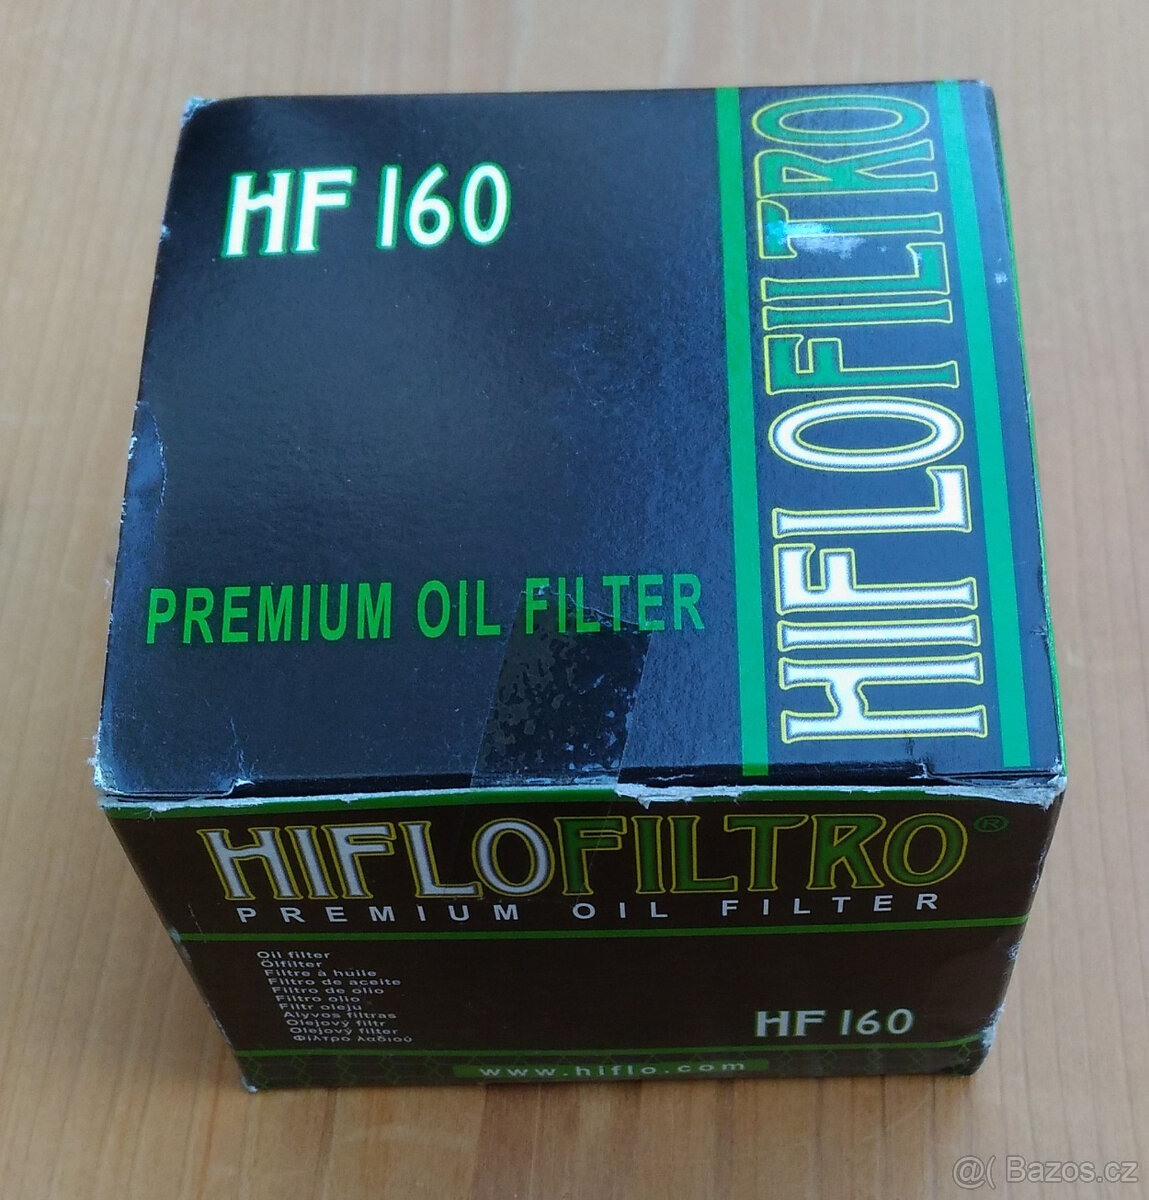 HF 160
PREMIUM OIL FILTER
HIFLOFILTRO
HIFLOFILTRO®
PREMIUM OIL FILTER
Oil filter
Ölfilter
Filtre à huile
Filtro de aceite
Filtro de olio
Filtro olio
Filtr oleju
Alyvos filtras
Olejový filtr
Olejový filter
Φίλτρο λαδιού
HF 160
www.hiflo.com
@( Bazos.cz